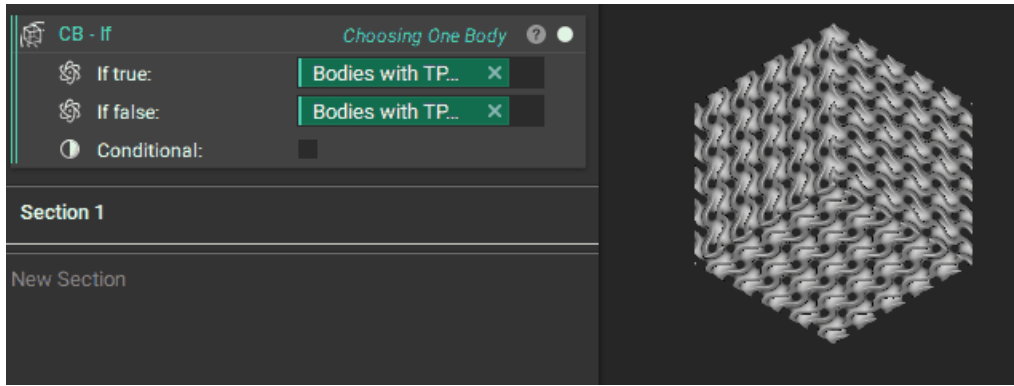 CB - If Choosing One Body ?
If true: Bodies with TP... ×
If false: Bodies with TP... ×
Conditional:
Section 1
New Section